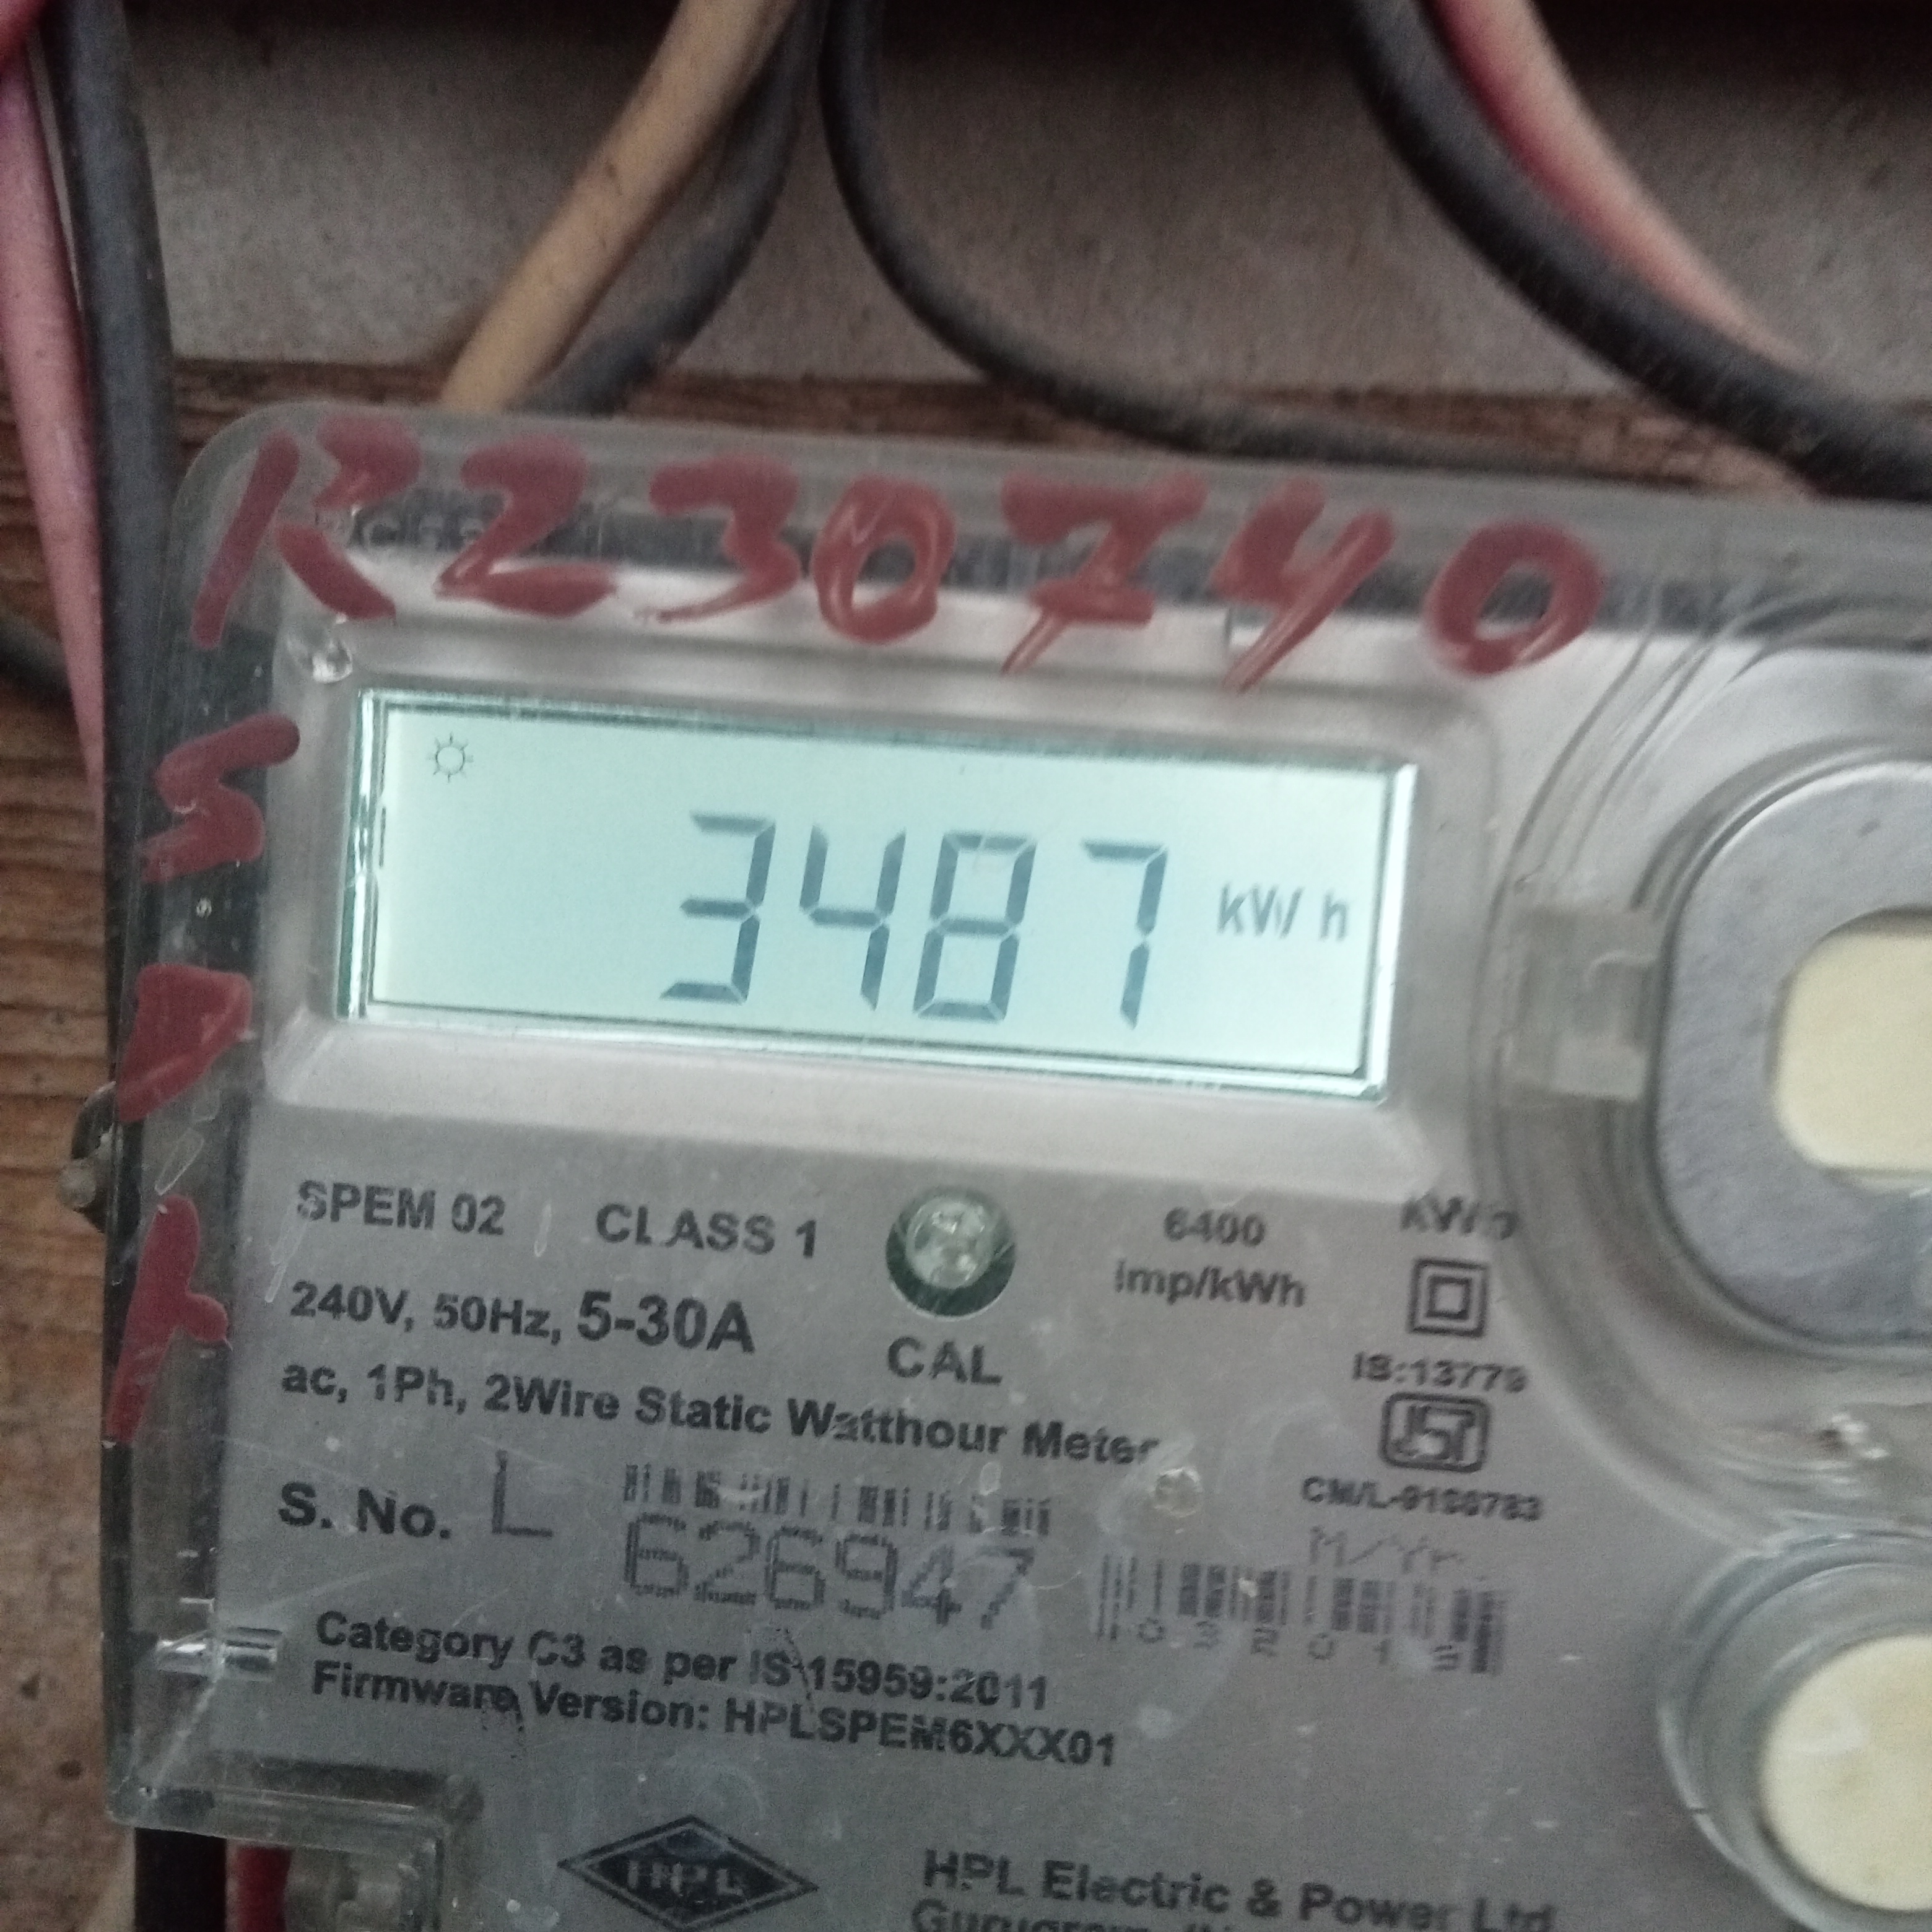 R230740
3487 kWh
SPEM 02 CLASS 1
6400
imp/kWh
240V, 50Hz, 5-30A
CAL
IS:13779
ac, 1Ph, 2Wire Static Watthour Meter
S. No. L
626947
M/Yr.
Category C3 as per IS 15959:2011
Firmware Version: HPLSPEM6XXX01
HPL
HPL Electric & Power Ltd